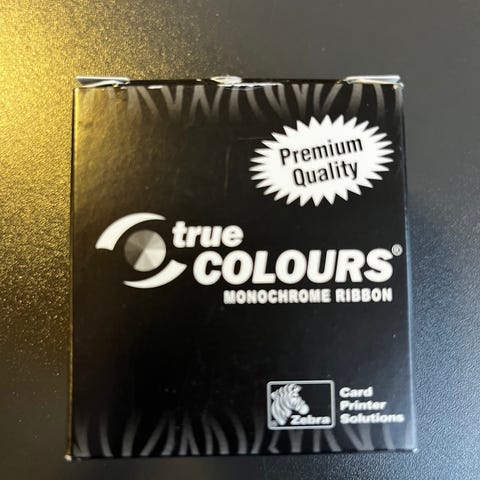 Premium
Quality
true
COLOURS®
MONOCHROME RIBBON
Zebra
Card
Printer
Solutions